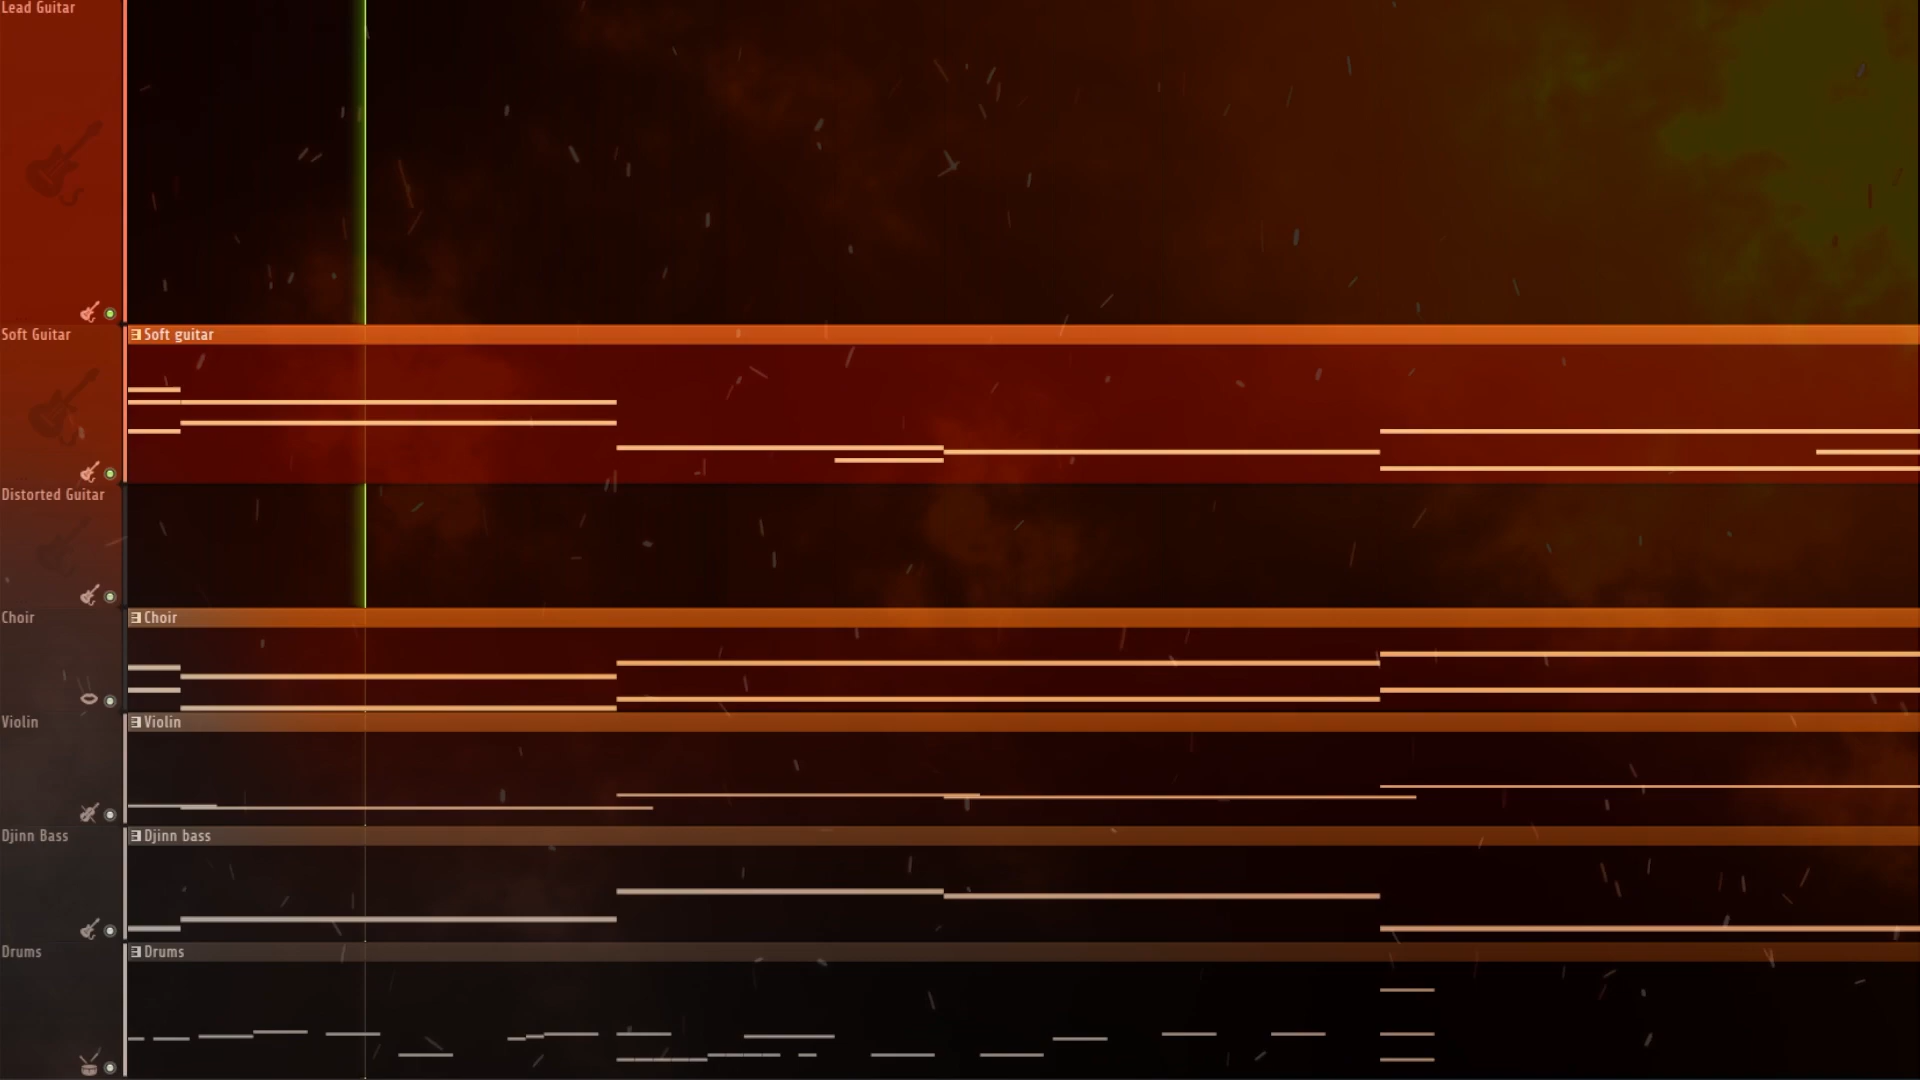 Lead Guitar
Soft Guitar
Soft guitar
Distorted Guitar
Choir
Choir
Violin
Violin
Djinn Bass
Djinn bass
Drums
Drums